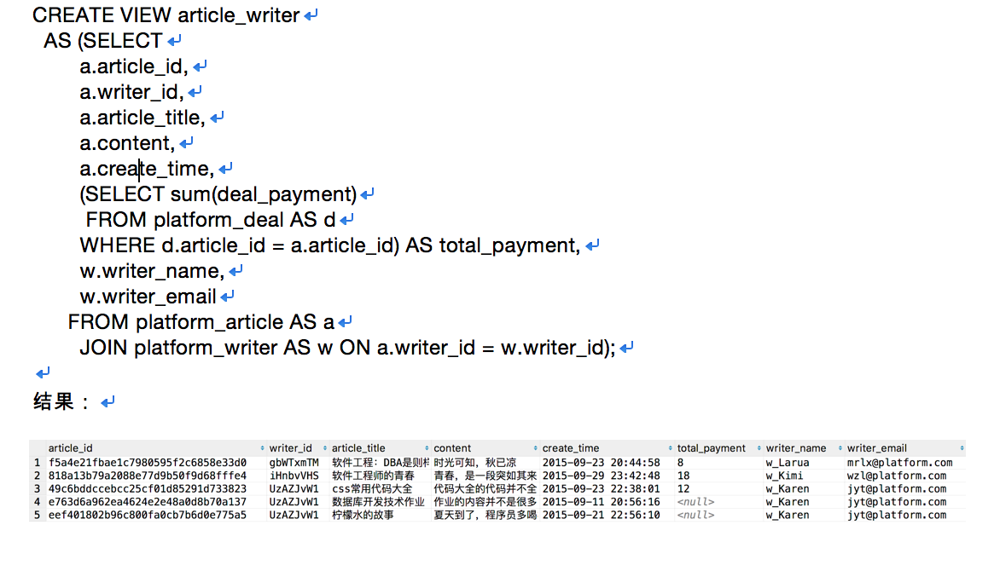 CREATE VIEW article_writer
AS (SELECT
a.article_id,
a.writer_id,
a.article_title,
a.content,
a.create_time,
(SELECT sum(deal_payment)
FROM platform_deal AS d
WHERE d.article_id = a.article_id) AS total_payment,
w.writer_name,
w.writer_email
FROM platform_article AS a
JOIN platform_writer AS w ON a.writer_id = w.writer_id);
结果：
article_id writer_id article_title content create_time total_payment writer_name writer_email
1 f5a4e21fbae1c7980595f2c6858e33d0 gbWTxmTM 软件工程: DBA是则 时光可知，秋已凉 2015-09-23 20:44:58 8 w_Larua mrlx@platform.com
2 818a13b79a2088e77d9b50f9d68fffe4 iHnbvVHS 软件工程师的青春 青春，是一段突如其来 2015-09-29 23:42:48 18 w_Kimi wzl@platform.com
3 49c6bddccebcc25cf01d85291d733823 UzAZJvW1 css常用代码大全 代码大全的代码并不全 2015-09-23 22:38:01 12 w_Karen jyt@platform.com
4 e763d6a962ea4624e2e48a0d8b70a137 UzAZJvW1 数据库开发技术作业 作业的内容并不是很多 2015-09-11 20:56:16 <null> w_Karen jyt@platform.com
5 eef401802b96c800fa0cb7b6d0e775a5 UzAZJvW1 柠檬水的故事 夏天到了，程序员多喝 2015-09-21 22:56:10 <null> w_Karen jyt@platform.com